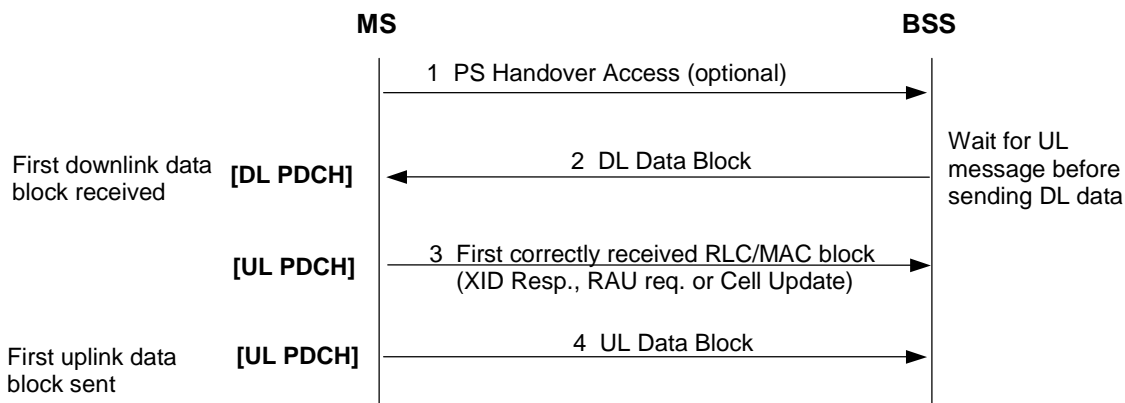 MS
BSS
1 PS Handover Access (optional)
First downlink data
block received
[DL PDCH]
2 DL Data Block
Wait for UL
message before
sending DL data
[UL PDCH]
3 First correctly received RLC/MAC block
(XID Resp., RAU req. or Cell Update)
First uplink data
block sent
[UL PDCH]
4 UL Data Block